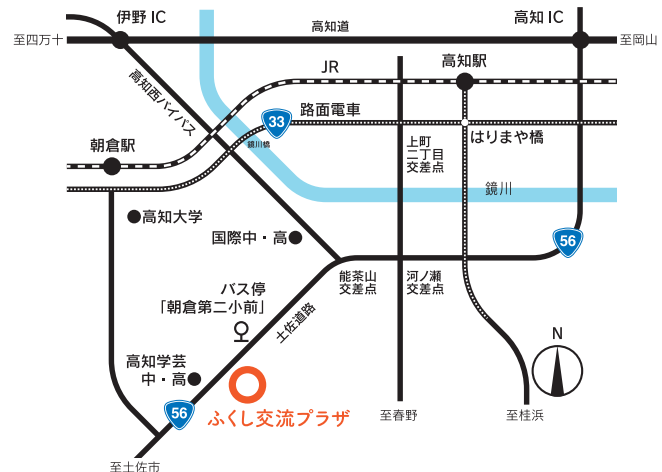 伊野 IC
高知 IC
高知道
至四万十
至岡山
高知西バイパス
JR
高知駅
路面電車
33
鏡川橋
朝倉駅
上町
二丁目
交差点
はりまや橋
鏡川
高知大学
国際中・高
56
能茶山
交差点
河ノ瀬
交差点
バス停
「朝倉第二小前」
土佐道路
N
高知学芸
中・高
56
ふくし交流プラザ
至春野
至桂浜
至土佐市